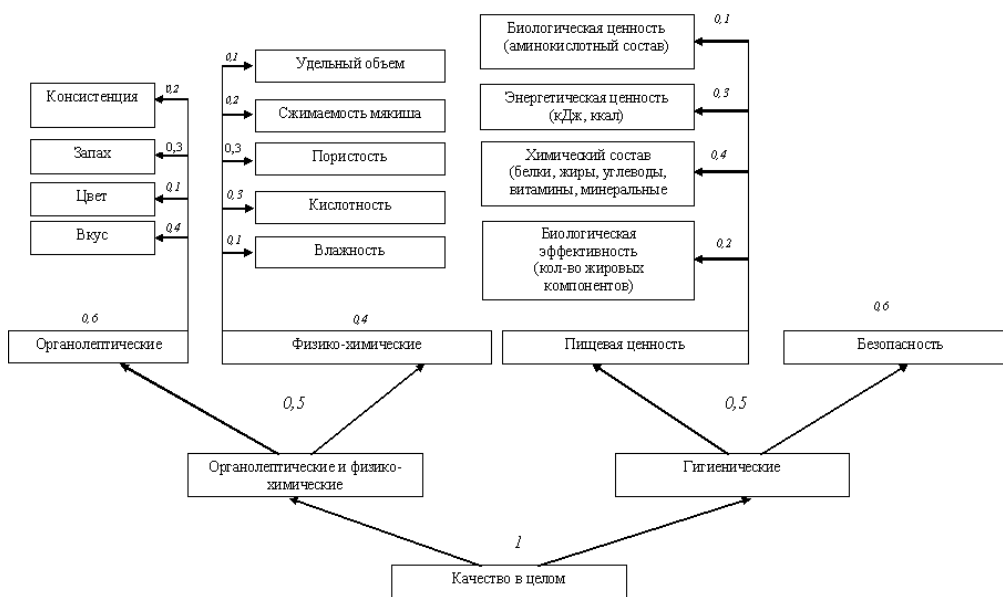 0,1
Биологическая ценность
(аминокислотный состав)
0,1
Удельный объем
0,2
Консистенция
0,2
Сжимаемость мякиша
0,3
Энергетическая ценность
(кДж, ккал)
0,3
Запах
0,3
Пористость
0,4
Химический состав
(белки, жиры, углеводы,
витамины, минеральные
0,1
Цвет
0,3
Кислотность
0,4
Вкус
0,1
Влажность
0,2
Биологическая
эффективность
(кол-во жировых
компонентов)
0,6
Органолептические
0,4
Физико-химические
Пищевая ценность
0,6
Безопасность
0,5
0,5
Органолептические и физико-
химические
Гигиенические
1
Качество в целом